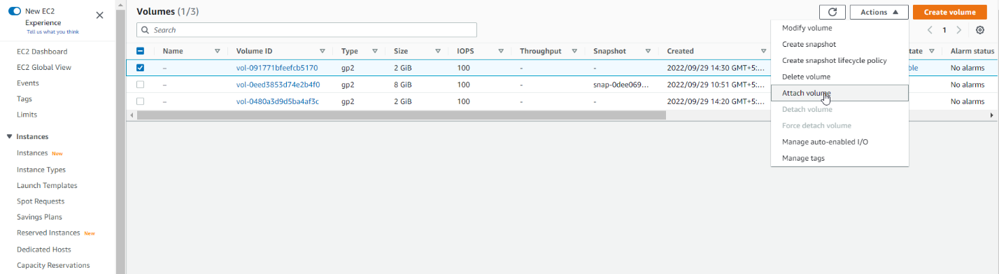 New EC2
Experience
Tell us what you think
EC2 Dashboard
EC2 Global View
Events
Tags
Limits
Instances
Instances New
Instance Types
Launch Templates
Spot Requests
Savings Plans
Reserved Instances New
Dedicated Hosts
Capacity Reservations
Volumes (1/3)
Actions
Create volume
Search
1
Name Volume ID Type Size IOPS Throughput Snapshot Created tate Alarm status
– vol-091771bfeefcb5170 gp2 2 GiB 100 - - 2022/09/29 14:30 GMT+5:... ble No alarms
– vol-0eed3853d74e2b4f0 gp2 8 GiB 100 - snap-0dee069... 2022/09/29 10:51 GMT+5:... No alarms
– vol-0480a3d9d5ba4af3c gp2 2 GiB 100 - - 2022/09/29 14:20 GMT+5:... No alarms
Modify volume
Create snapshot
Create snapshot lifecycle policy
Delete volume
Attach volume
Detach volume
Force detach volume
Manage auto-enabled I/O
Manage tags